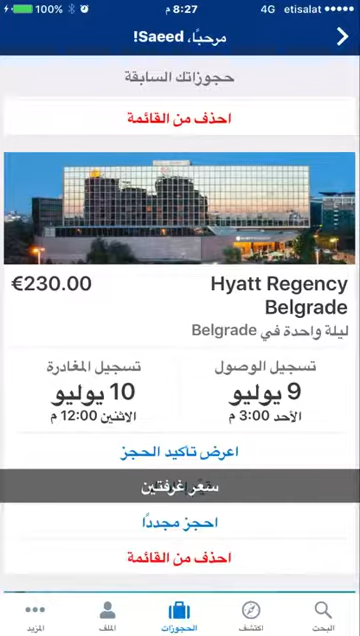 100% 8:27 م 4G etisalat
مرحبًا، Saeed!
حجوزاتك السابقة
احذف من القائمة
€230.00 Hyatt Regency
Belgrade
ليلة واحدة في Belgrade
تسجيل الوصول تسجيل المغادرة
9 يوليو 10 يوليو
الأحد 3:00 م الاثنين 12:00 م
اعرض تأكيد الحجز
سعر غرفتين
احجز مجددًا
احذف من القائمة
البحث اكتشف الحجوزات الملف المزيد